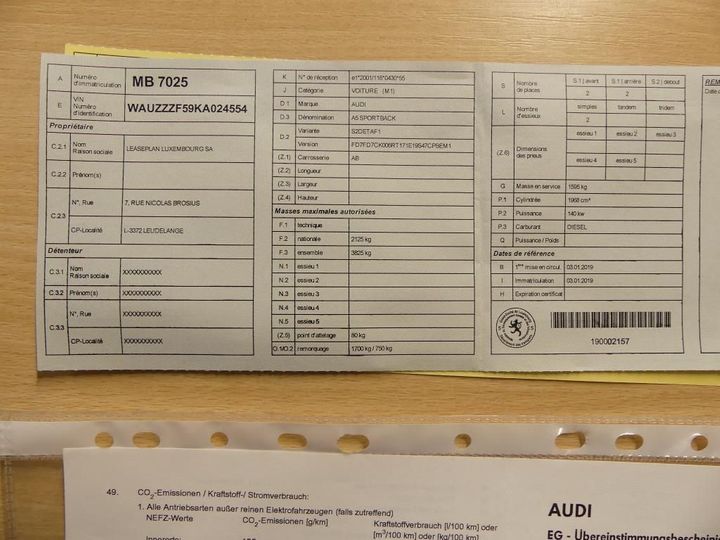 A Numéro d'immatriculation MB 7025
E VIN Numéro d'identification WAUZZZF59KA024554
Propriétaire
C.2.1 Nom Raison sociale LEASEPLAN LUXEMBOURG SA
C.2.2 Prénom(s)
C.2.3 N°, Rue 7, RUE NICOLAS BROSIUS
CP-Localité L-3372 LEUDELANGE
Détenteur
C.3.1 Nom Raison sociale XXXXXXXXXX
C.3.2 Prénom(s) XXXXXXXXXX
C.3.3 N°, Rue XXXXXXXXXX
CP-Localité XXXXXXXXXX
K N° de réception e1*2001/116*0430*55
J Catégorie VOITURE (M1)
D.1 Marque AUDI
D.3 Dénomination A5 SPORTBACK
D.2 Variante S2DETAF1
Version FD7FD7CK006RT171E19S47CP9EM1
(Z.1) Carrosserie AB
(Z.2) Longueur
(Z.3) Largeur
(Z.4) Hauteur
Masses maximales autorisées
F.1 technique
F.2 nationale 2125 kg
F.3 ensemble 3825 kg
N.1 essieu 1
N.2 essieu 2
N.3 essieu 3
N.4 essieu 4
N.5 essieu 5
(Z.5) point d'attelage 80 kg
O.1/O.2 remorquage 1700 kg / 750 kg
S Nombre de places S.1 | avant S.1 | arrière S.2 | debout
2 2
L Nombre d'essieux simples tandem tridem
2
(Z.6) Dimensions des pneus essieu 1 essieu 2 essieu 3
essieu 4 essieu 5
G Masse en service 1595 kg
P.1 Cylindrée 1968 cm³
P.2 Puissance 140 kw
P.3 Carburant DIESEL
Q Puissance / Poids
Dates de référence
B 1ère mise en circul. 03.01.2019
I Immatriculation 03.01.2019
H Expiration certificat
190002157
49. CO2-Emissionen / Kraftstoff-/ Stromverbrauch:
1. Alle Antriebsarten außer reinen Elektrofahrzeugen (falls zutreffend)
NEFZ-Werte CO2-Emissionen [g/km] Kraftstoffverbrauch [l/100 km] oder
[m³/100 km] oder [kg/100 km]
AUDI
EG - Übereinstimmungsbescheini